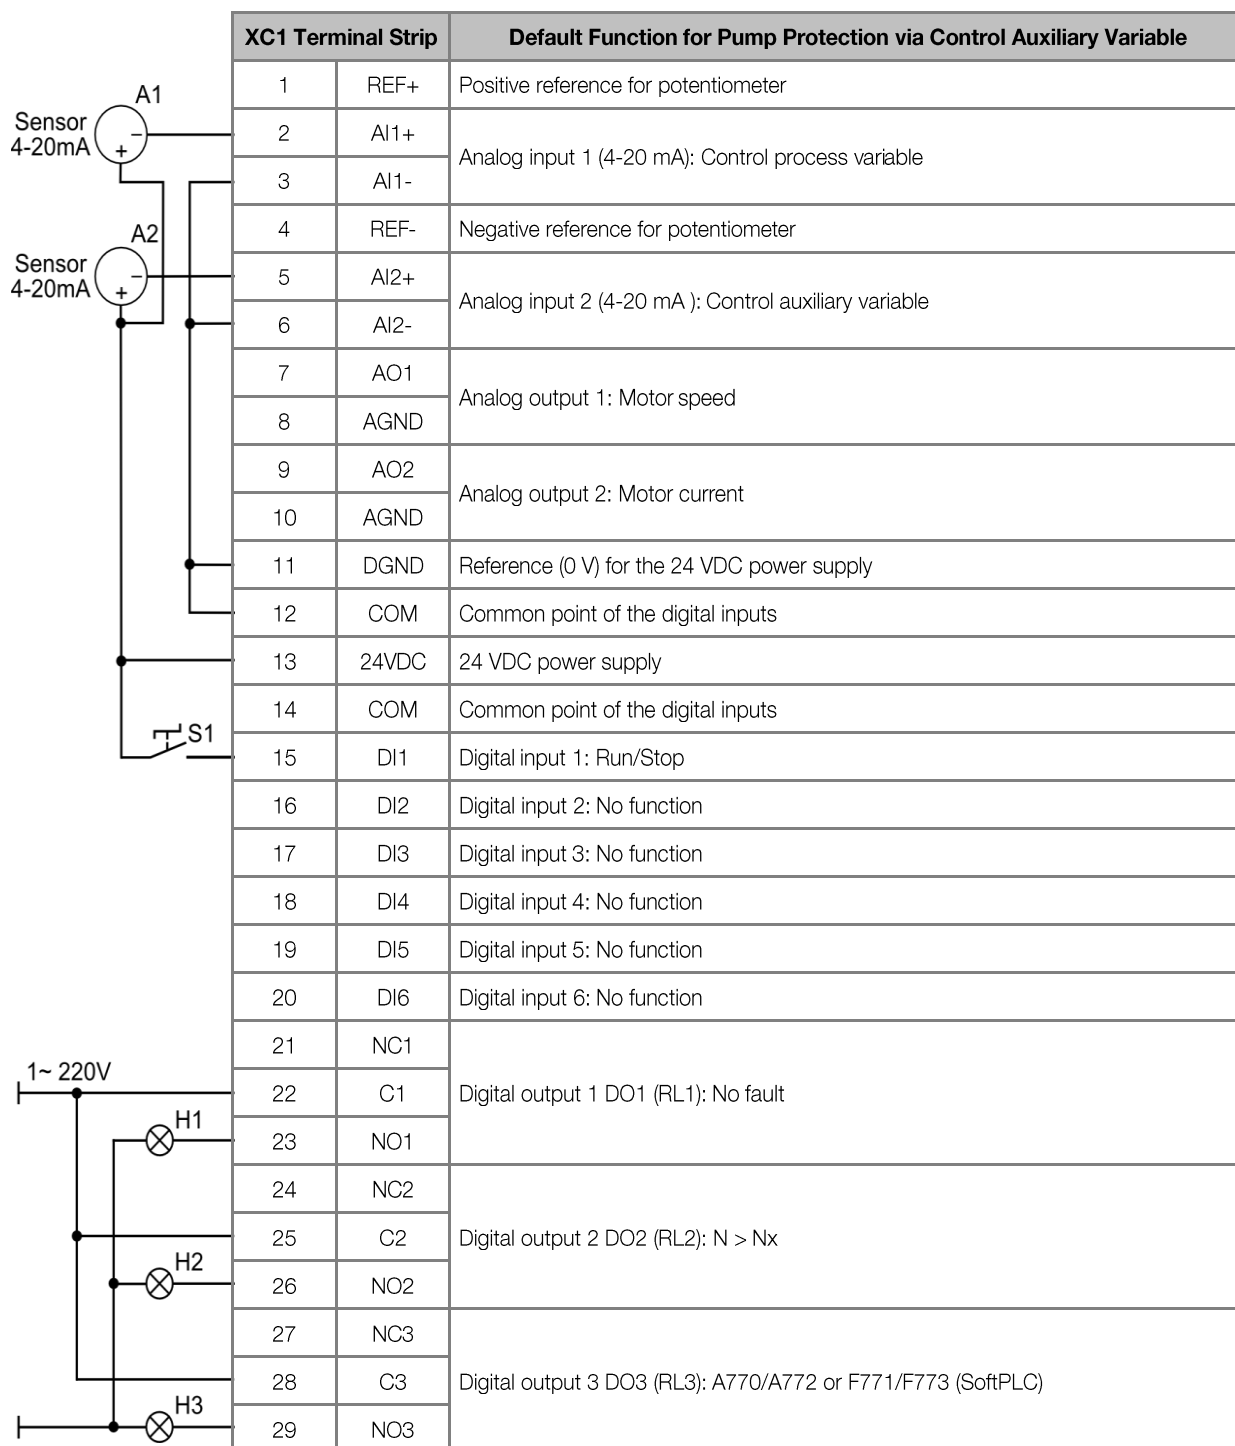 XC1 Terminal Strip Default Function for Pump Protection via Control Auxiliary Variable
1 REF+ Positive reference for potentiometer
A1
Sensor
4-20mA
−
+
2 AI1+
Analog input 1 (4-20 mA): Control process variable
3 AI1-
4 REF- Negative reference for potentiometer
A2
Sensor
4-20mA
−
+
5 AI2+
Analog input 2 (4-20 mA ): Control auxiliary variable
6 AI2-
7 AO1
Analog output 1: Motor speed
8 AGND
9 AO2
Analog output 2: Motor current
10 AGND
11 DGND Reference (0 V) for the 24 VDC power supply
12 COM Common point of the digital inputs
13 24VDC 24 VDC power supply
14 COM Common point of the digital inputs
S1
15 DI1 Digital input 1: Run/Stop
16 DI2 Digital input 2: No function
17 DI3 Digital input 3: No function
18 DI4 Digital input 4: No function
19 DI5 Digital input 5: No function
20 DI6 Digital input 6: No function
21 NC1
1~ 220V
22 C1 Digital output 1 DO1 (RL1): No fault
H1
23 NO1
24 NC2
25 C2 Digital output 2 DO2 (RL2): N > Nx
H2
26 NO2
27 NC3
28 C3 Digital output 3 DO3 (RL3): A770/A772 or F771/F773 (SoftPLC)
H3
29 NO3